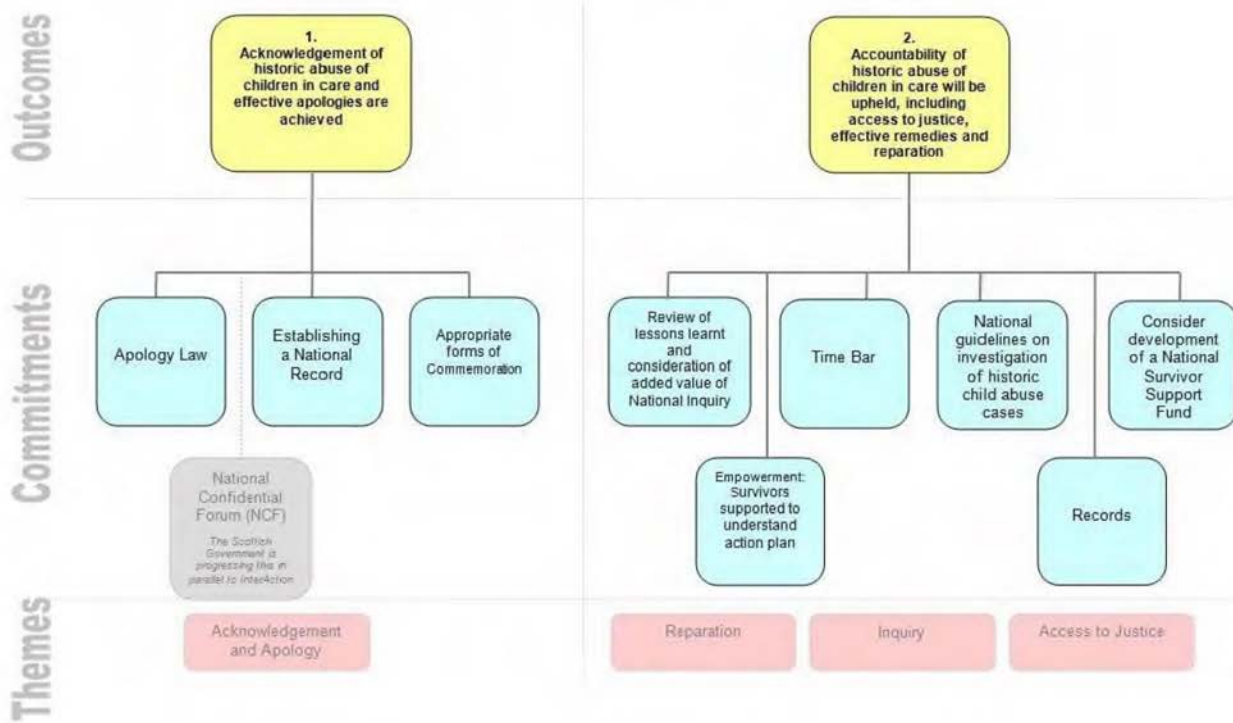 Outcomes
1.
Acknowledgement of
historic abuse of
children in care and
effective apologies are
achieved
2.
Accountability of
historic abuse of
children in care will be
upheld, including
access to justice,
effective remedies and
reparation
Commitments
Apology Law
Establishing
a National
Record
Appropriate
forms of
Commemoration
Review of
lessons learnt
and
consideration of
added value of
National Inquiry
Time Bar
National
guidelines on
investigation
of historic
child abuse
cases
Consider
development
of a National
Survivor
Support
Fund
National
Confidential
Forum (NCF)
The Scottish
Government is
progressing this in
parallel to InterAction
Empowerment:
Survivors
supported to
understand
action plan
Records
Themes
Acknowledgement
and Apology
Reparation
Inquiry
Access to Justice